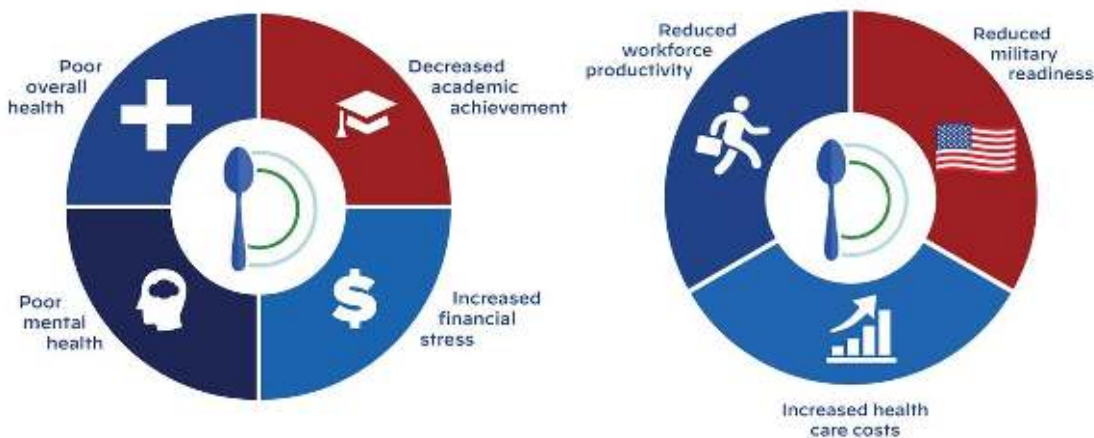 Poor
overall
health
Decreased
academic
achievement
Poor
mental
health
Increased
financial
stress
Reduced
workforce
productivity
Reduced
military
readiness
Increased health
care costs